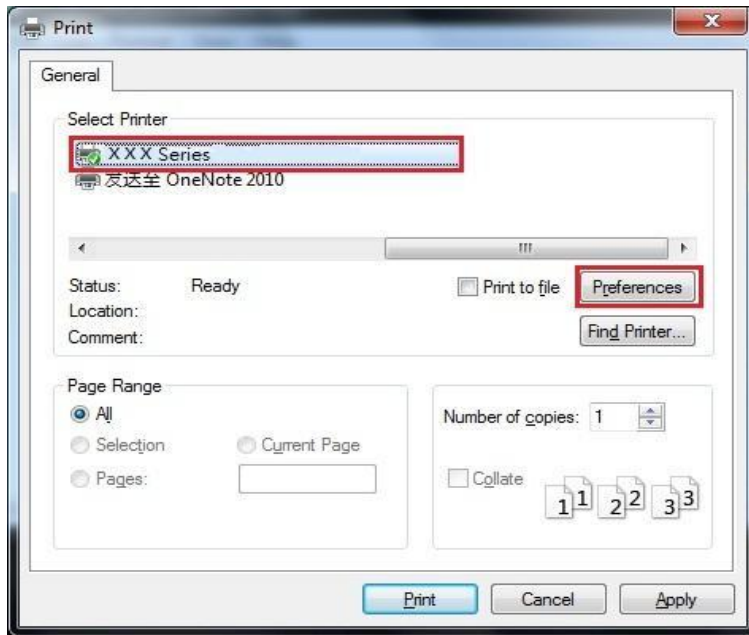 Print
General
Select Printer
XXX Series
发送至 OneNote 2010
Status: Ready
Print to file
Preferences
Location:
Comment:
Find Printer...
Page Range
All
Selection
Current Page
Pages:
Number of copies: 1
Collate
1 1 2 2 3 3
Print
Cancel
Apply